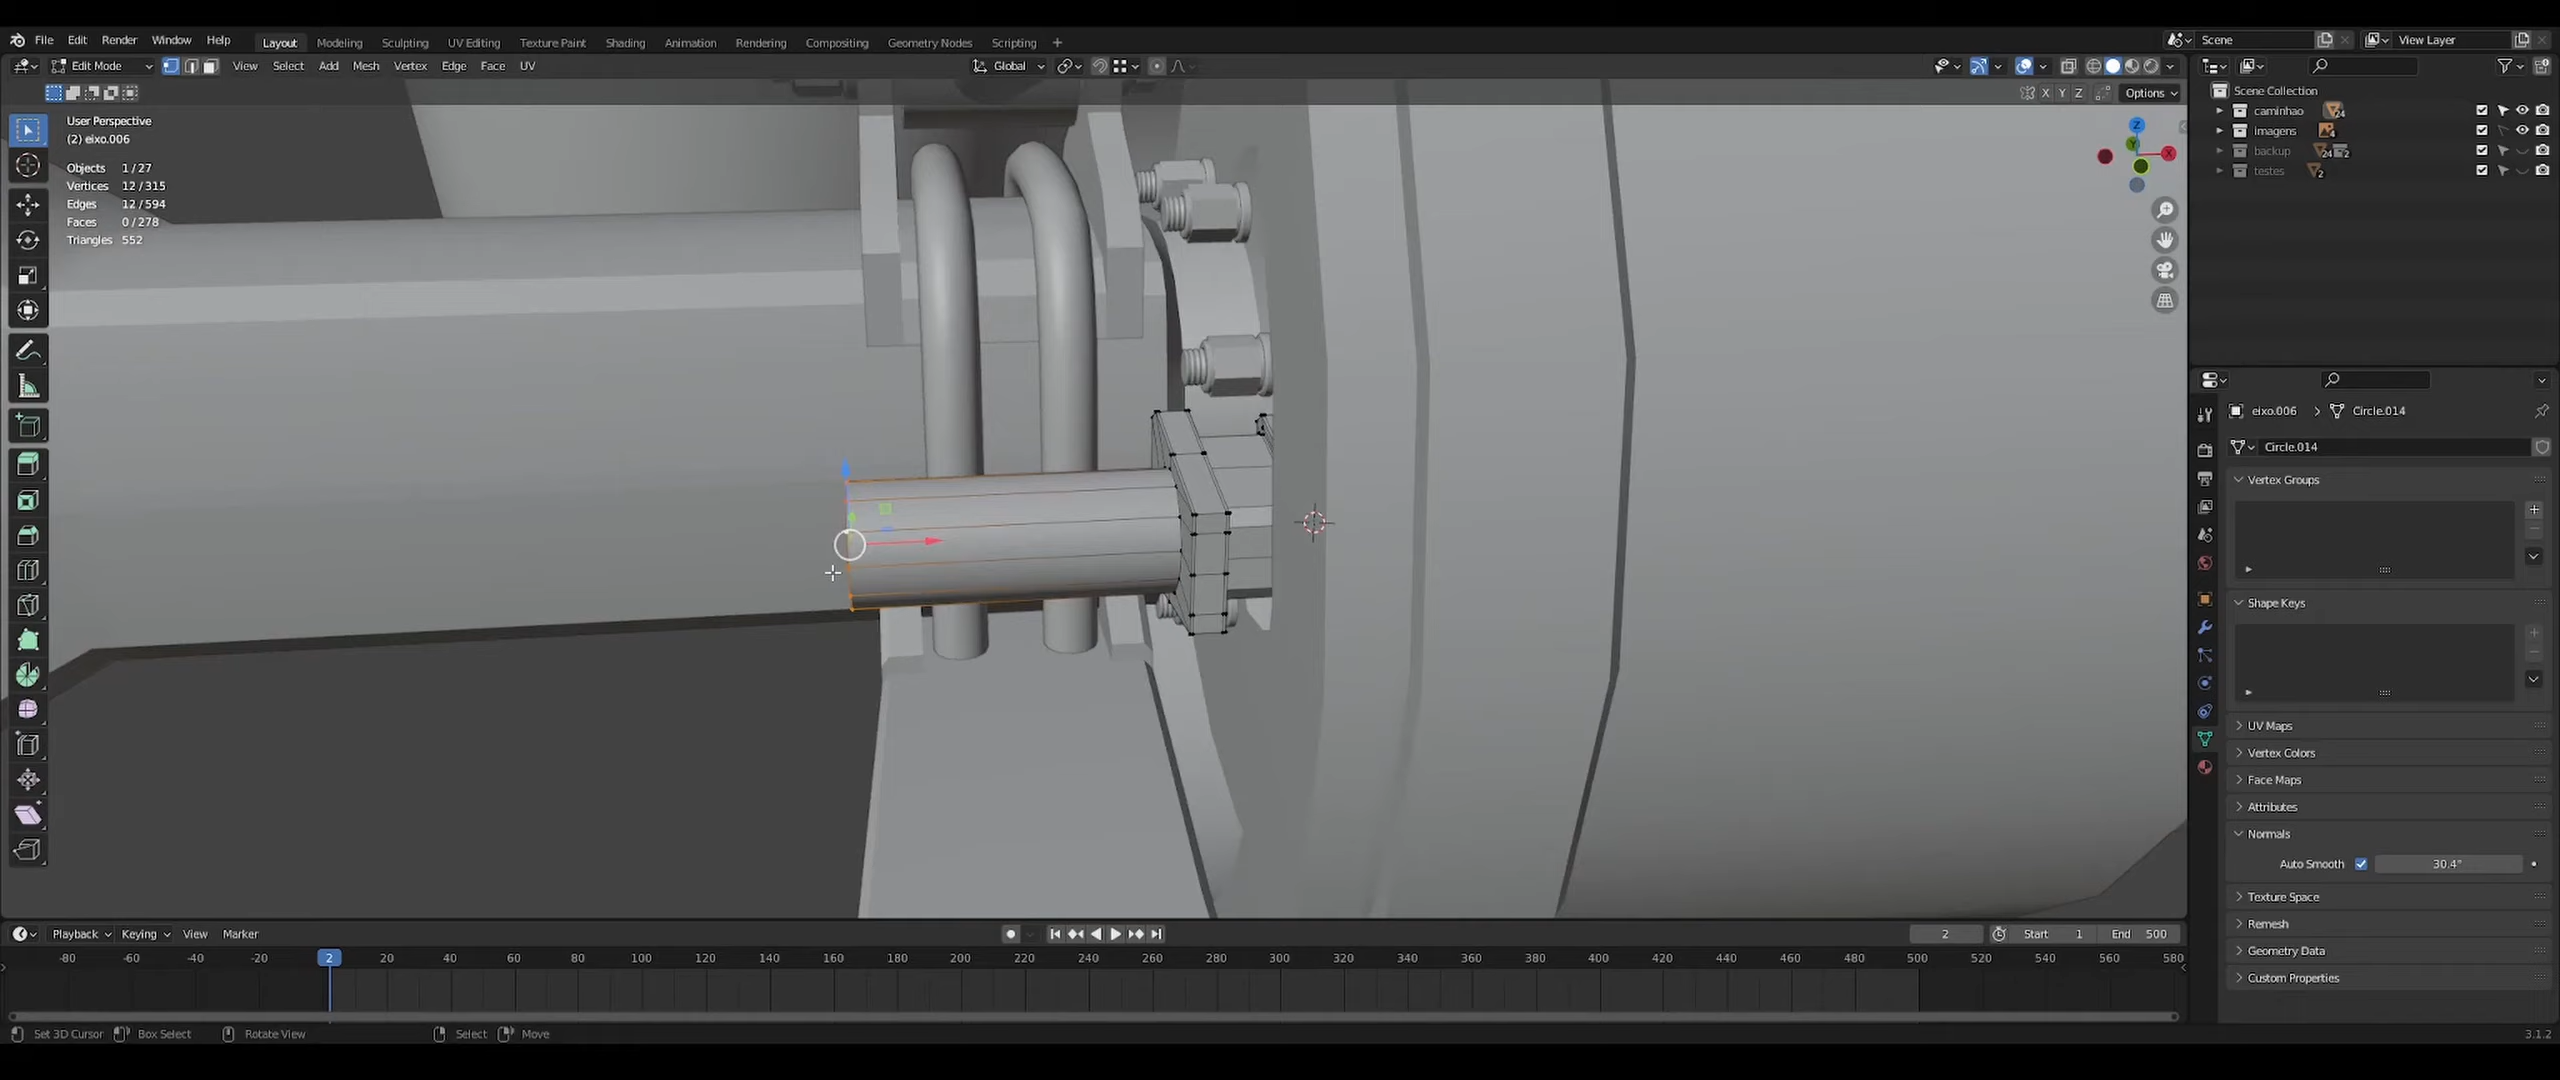 File Edit Render Window Help Layout Modeling Sculpting UV Editing Texture Paint Shading Animation Rendering Compositing Geometry Nodes Scripting + Scene View Layer
Edit Mode View Select Add Mesh Vertex Edge Face UV Global
X Y Z Options
User Perspective
(2) eixo.006
Objects 1/27
Vertices 12/315
Edges 12/594
Faces 0/278
Triangles 552
Z
Y
X
Scene Collection
caminhao 24
imagens 4
backup 24 2
testes 2
eixo.006 > Circle.014
Circle.014
Vertex Groups
Shape Keys
UV Maps
Vertex Colors
Face Maps
Attributes
Normals
Auto Smooth 30.4°
Texture Space
Remesh
Geometry Data
Custom Properties
Playback Keying View Marker 2 Start 1 End 500
-80 -60 -40 -20 2 20 40 60 80 100 120 140 160 180 200 220 240 260 280 300 320 340 360 380 400 420 440 460 480 500 520 540 560 580
Set 3D Cursor Box Select Rotate View Select Move 3.1.2